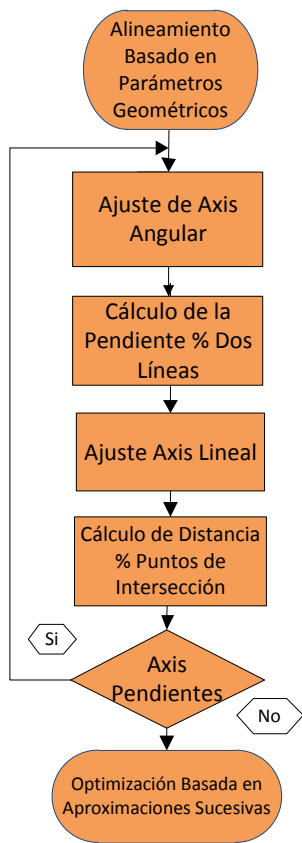 Alineamiento
Basado en
Parámetros
Geométricos
Ajuste de Axis
Angular
Cálculo de la
Pendiente % Dos
Líneas
Ajuste Axis Lineal
Cálculo de Distancia
% Puntos de
Intersección
Si
Axis
Pendientes
No
Optimización Basada en
Aproximaciones Sucesivas